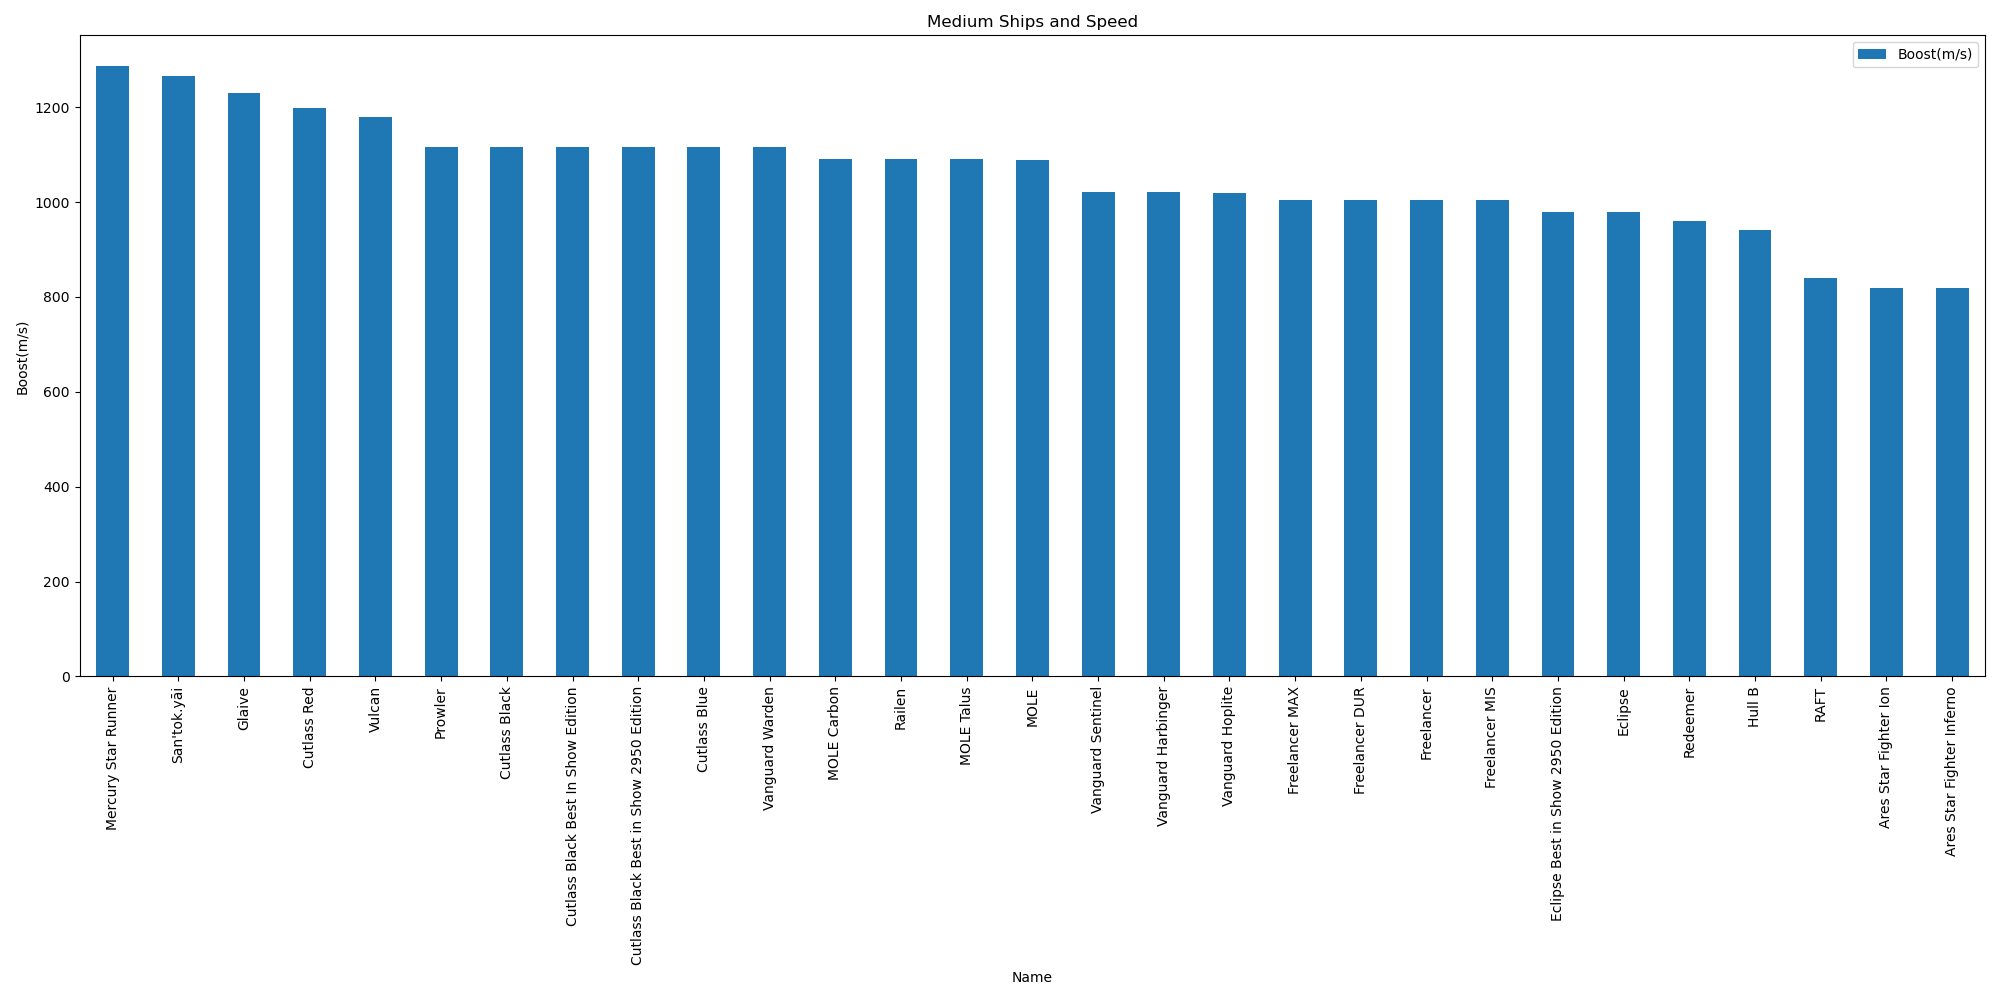 Medium Ships and Speed
Boost(m/s)
Boost(m/s)
1200
1000
800
600
400
200
0
Mercury Star Runner
San'tok.yāi
Glaive
Cutlass Red
Vulcan
Prowler
Cutlass Black
Cutlass Black Best In Show Edition
Cutlass Black Best in Show 2950 Edition
Cutlass Blue
Vanguard Warden
MOLE Carbon
Railen
MOLE Talus
MOLE
Vanguard Sentinel
Vanguard Harbinger
Vanguard Hoplite
Freelancer MAX
Freelancer DUR
Freelancer
Freelancer MIS
Eclipse Best in Show 2950 Edition
Eclipse
Redeemer
Hull B
RAFT
Ares Star Fighter Ion
Ares Star Fighter Inferno
Name